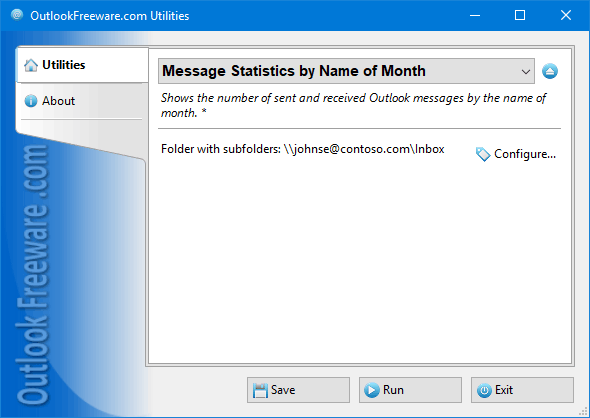 OutlookFreeware.com Utilities
Utilities
About
Outlook Freeware .com
Message Statistics by Name of Month
Shows the number of sent and received Outlook messages by the name of
month. *
Folder with subfolders: \\johnse@contoso.com\Inbox
Configure...
Save
Run
Exit